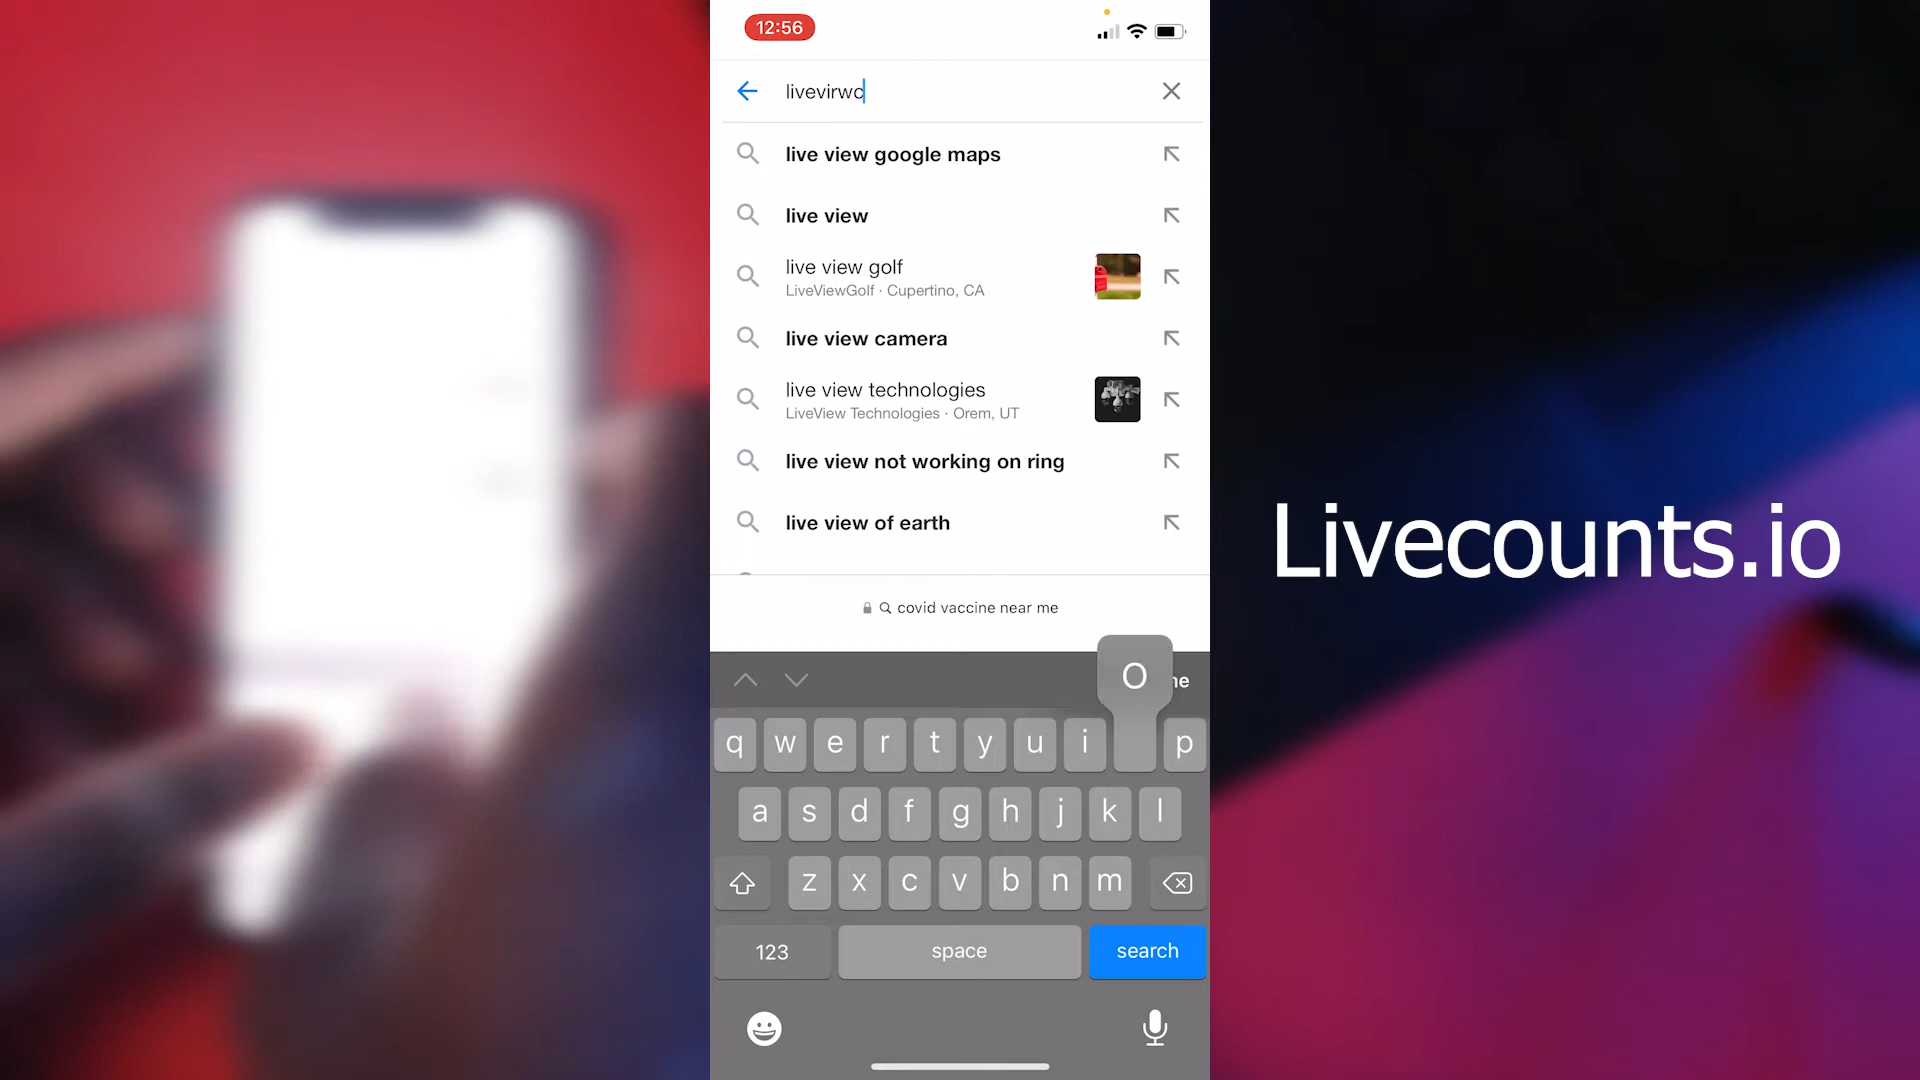 12:56
livevirwc
live view google maps
live view
live view golf
LiveViewGolf · Cupertino, CA
live view camera
live view technologies
LiveView Technologies · Orem, UT
live view not working on ring
live view of earth
covid vaccine near me
O
q w e r t y u i p
a s d f g h j k l
z x c v b n m
123 space search
Livecounts.io